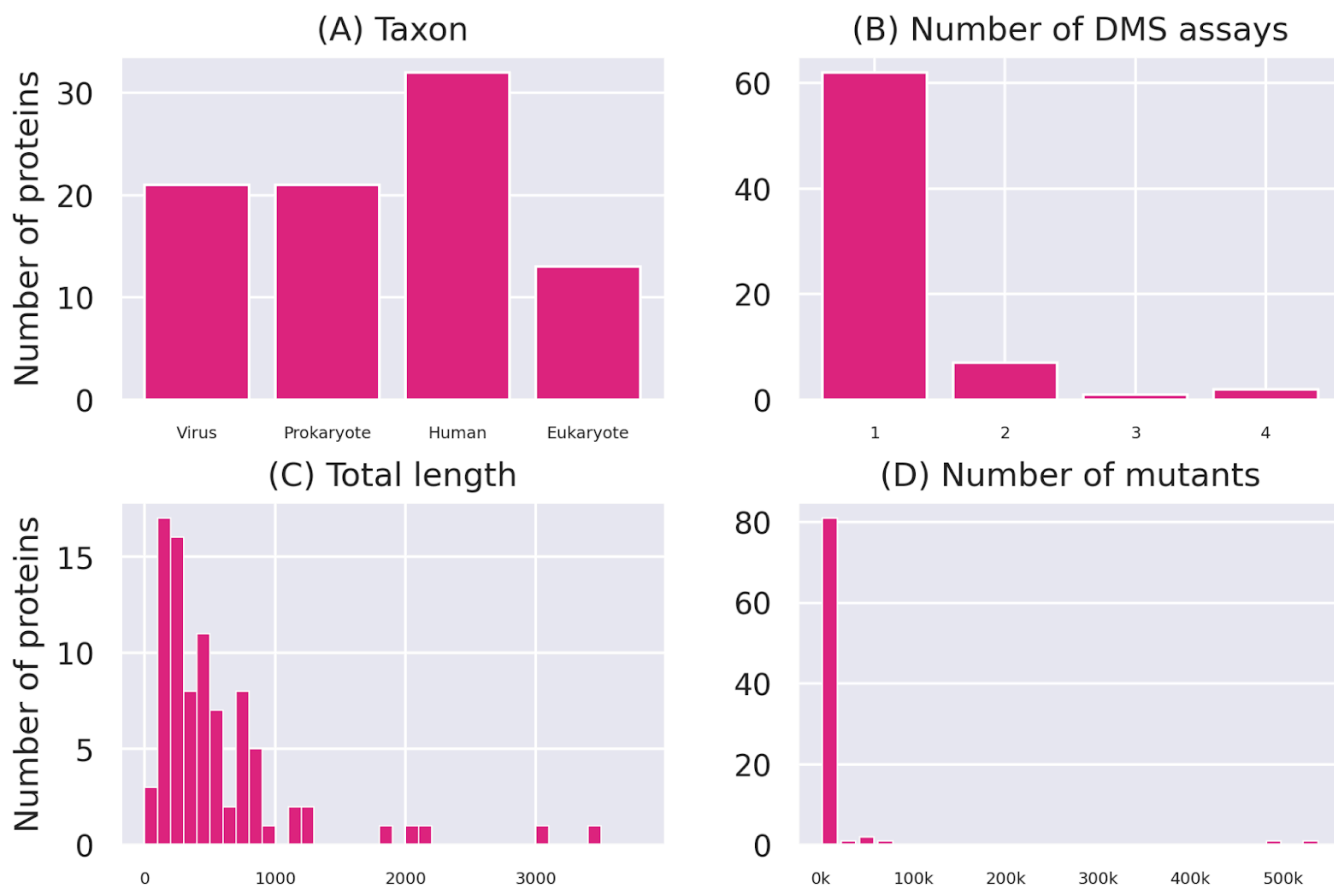 (A) Taxon
(B) Number of DMS assays
Number of proteins
30
20
10
0
Virus Prokaryote Human Eukaryote
60
40
20
0
1 2 3 4
(C) Total length
(D) Number of mutants
Number of proteins
15
10
5
0
0 1000 2000 3000
80
60
40
20
0
0k 100k 200k 300k 400k 500k